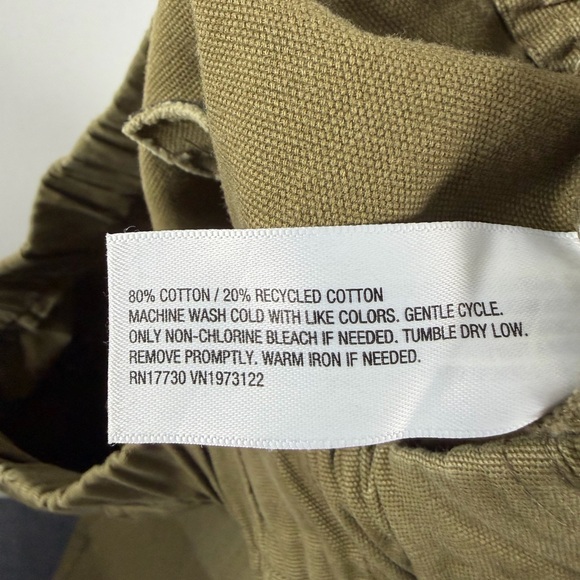 80% COTTON / 20% RECYCLED COTTON
MACHINE WASH COLD WITH LIKE COLORS. GENTLE CYCLE.
ONLY NON-CHLORINE BLEACH IF NEEDED. TUMBLE DRY LOW.
REMOVE PROMPTLY. WARM IRON IF NEEDED.
RN17730 VN1973122